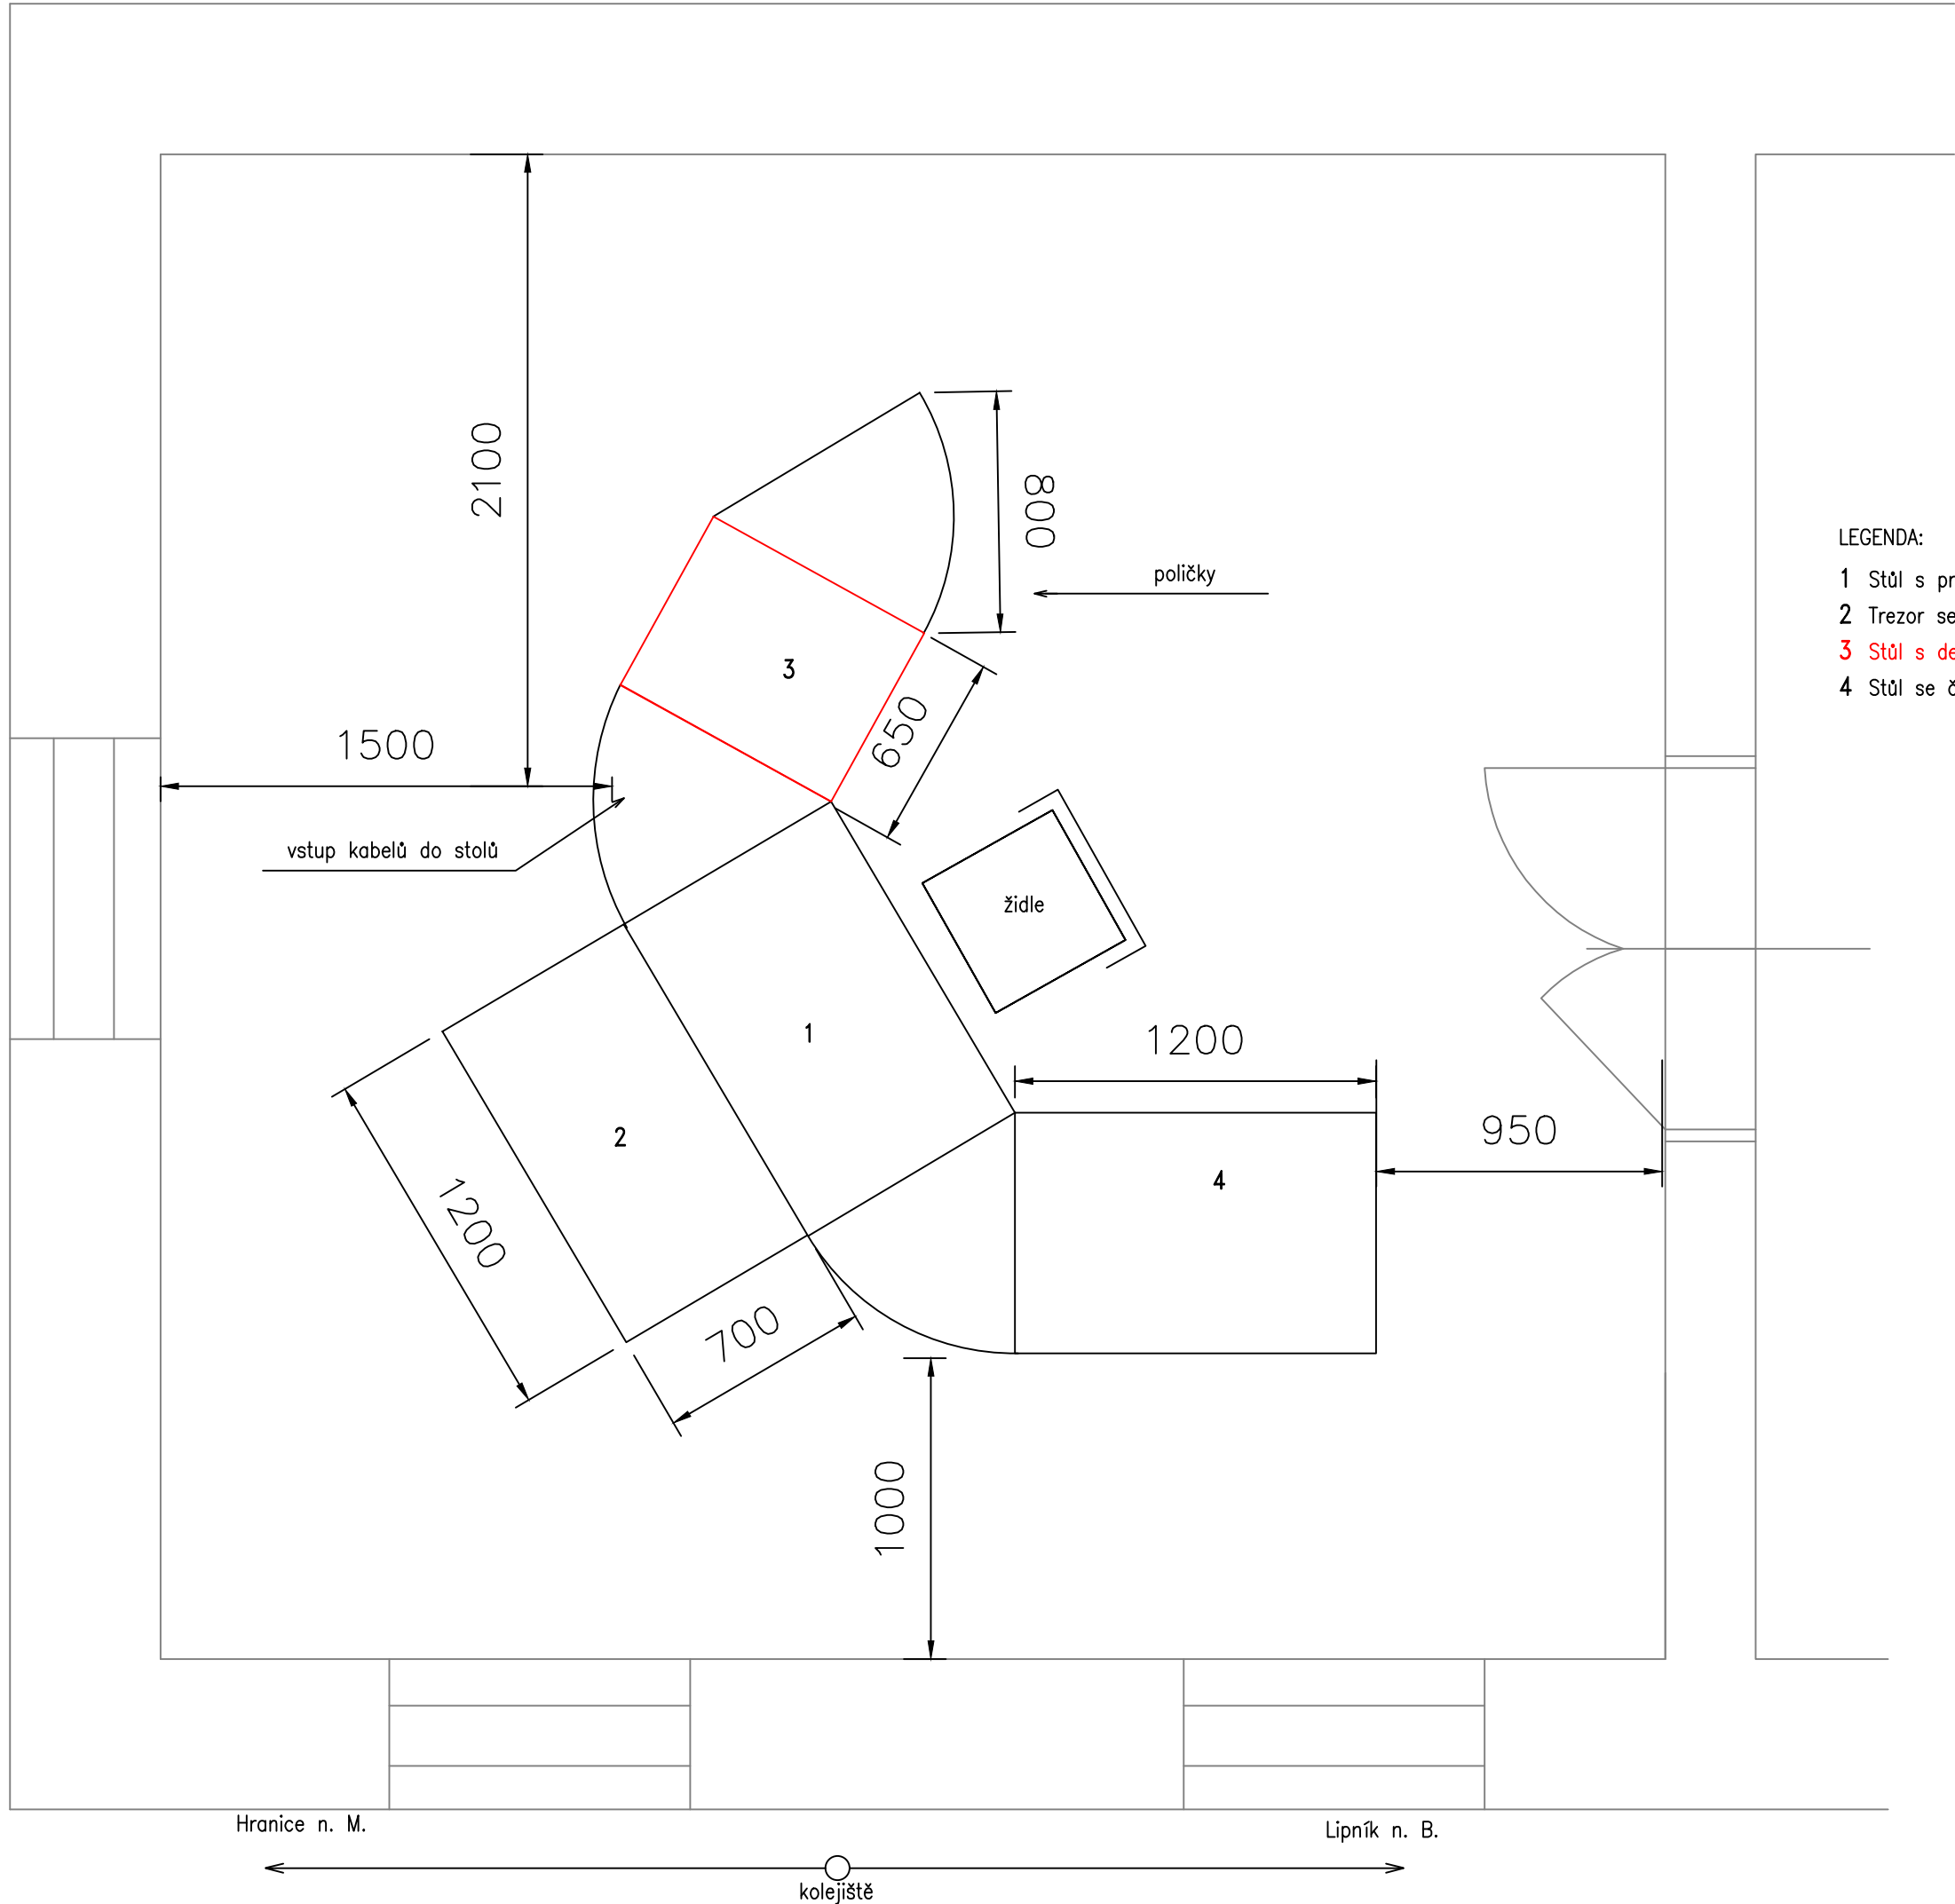 2100
800
poličky
3
650
1500
vstup kabelů do stolů
židle
1
2
1200
4
950
1200
700
1000
LEGENDA:
1 Stůl s
2 Trezor
3 Stůl s
4 Stůl se
Hranice n. M.
Lipník n. B.
kolejiště